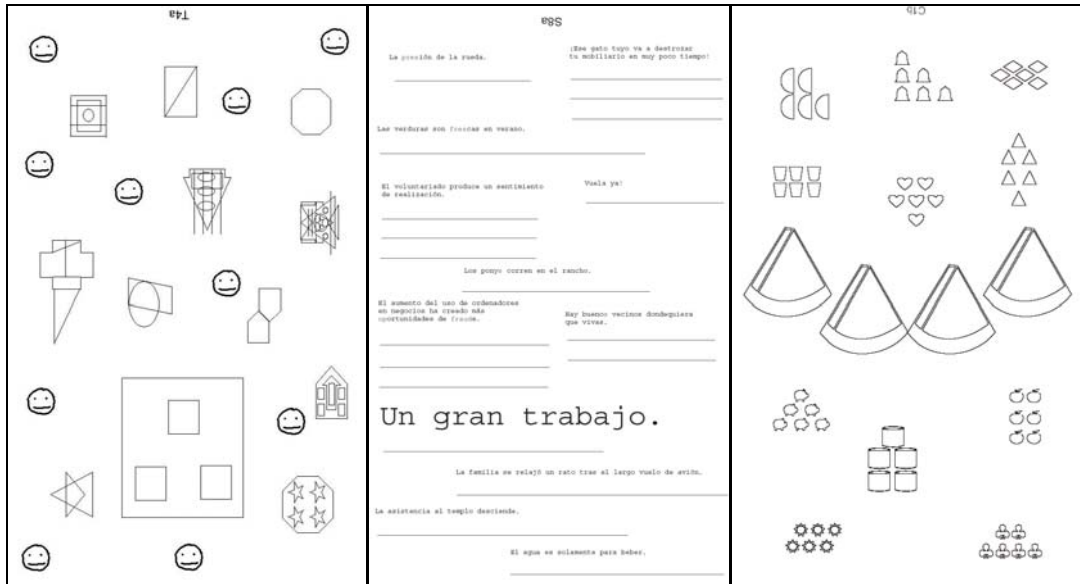 T4a
S8a
C1b
La de la rueda.
¡Ese gato tuyo va a destrozar
tu mobiliario en muy poco tiempo!
Las verduras son frescas en verano.
El voluntariado produce un sentimiento
de realización.
Vuela ya!
Los corren en el rancho.
El aumento del uso de ordenadores
en negocios ha creado más
oportunidades de fraude.
Hay buenos vecinos dondequiera
que vivas.
Un gran trabajo.
La familia se relajó un rato tras el largo vuelo de avión.
La asistencia al templo desciende.
El agua es solamente para beber.